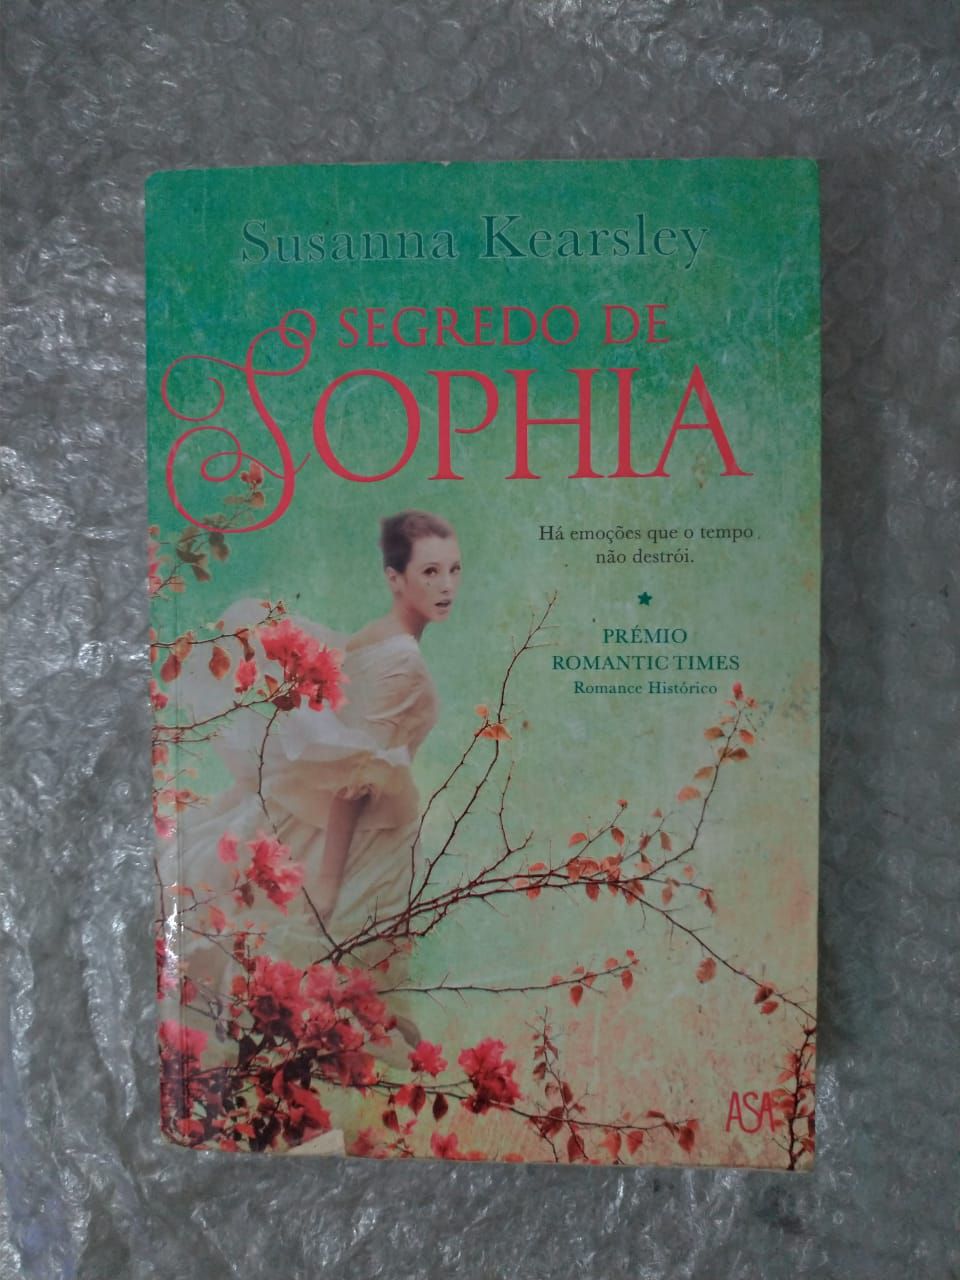 Susanna Kearsley
O SEGREDO DE
SOPHIA
Há emoções que o tempo
não destrói.
PRÉMIO
ROMANTIC TIMES
Romance Histórico
ASA